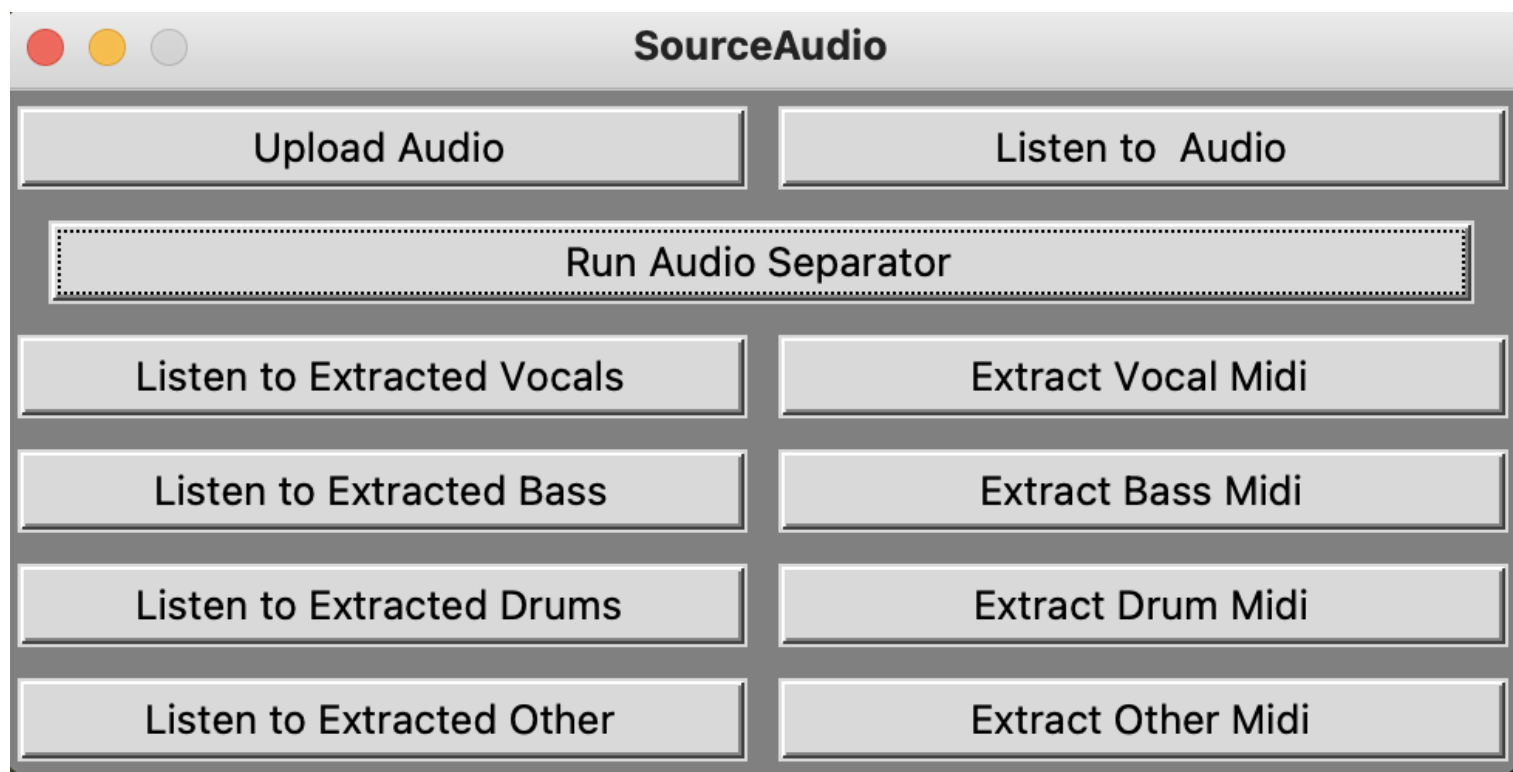 SourceAudio
Upload Audio
Listen to  Audio
Run Audio Separator
Listen to Extracted Vocals
Extract Vocal Midi
Listen to Extracted Bass
Extract Bass Midi
Listen to Extracted Drums
Extract Drum Midi
Listen to Extracted Other
Extract Other Midi